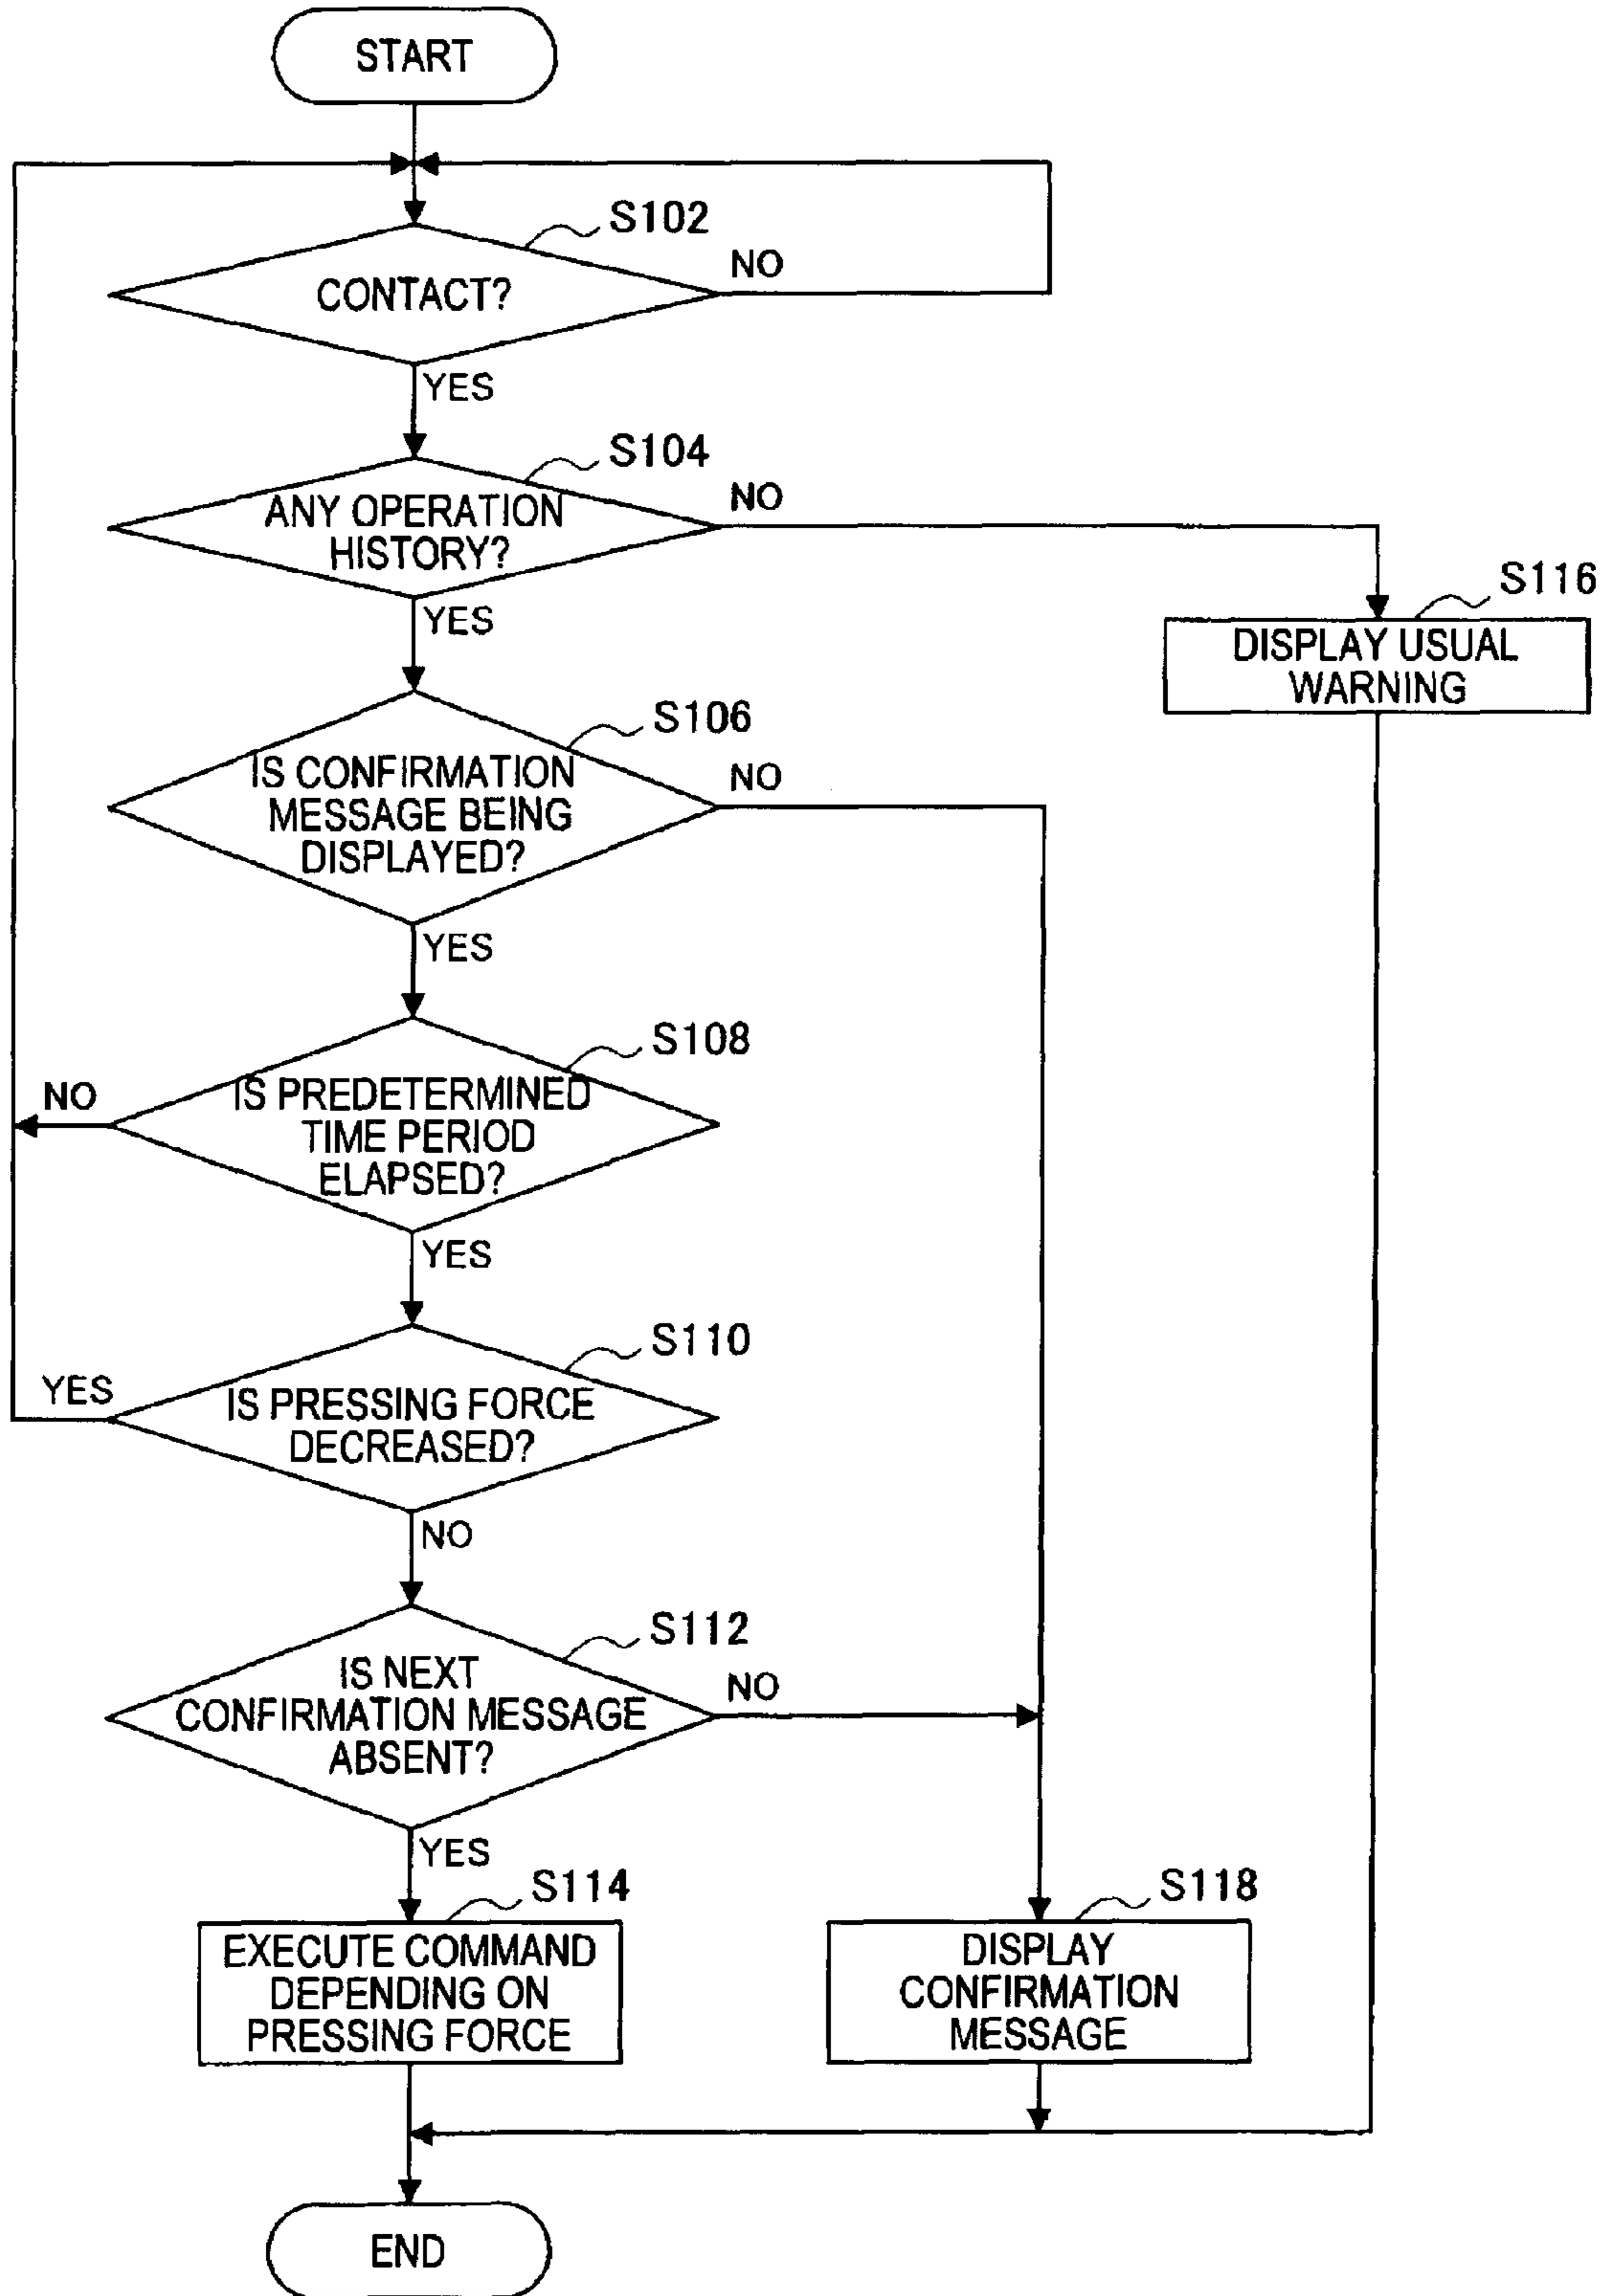 START
S102
CONTACT?
NO
YES
S104
ANY OPERATION
HISTORY?
NO
YES
S116
DISPLAY USUAL
WARNING
S106
IS CONFIRMATION
MESSAGE BEING
DISPLAYED?
NO
YES
S108
IS PREDETERMINED
TIME PERIOD
ELAPSED?
NO
YES
S110
IS PRESSING FORCE
DECREASED?
YES
NO
S112
IS NEXT
CONFIRMATION MESSAGE
ABSENT?
NO
YES
S114
EXECUTE COMMAND
DEPENDING ON
PRESSING FORCE
S118
DISPLAY
CONFIRMATION
MESSAGE
END